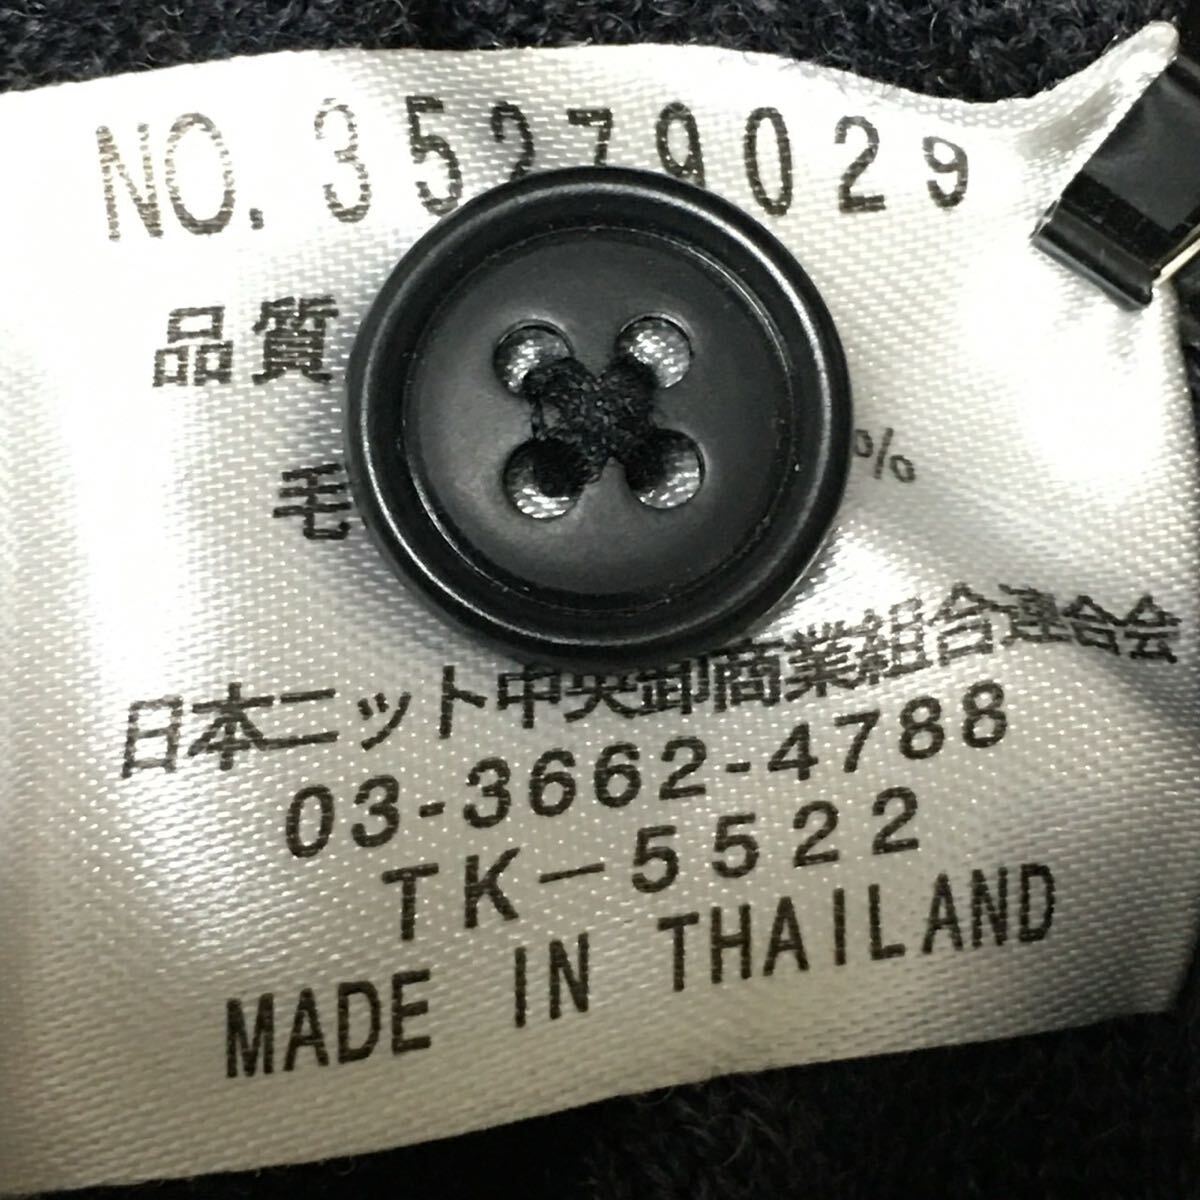 NO. 35279029
品質
毛 %
日本ニット中央卸商業組合連合会
03-3662-4788
TK-5522
MADE IN THAILAND